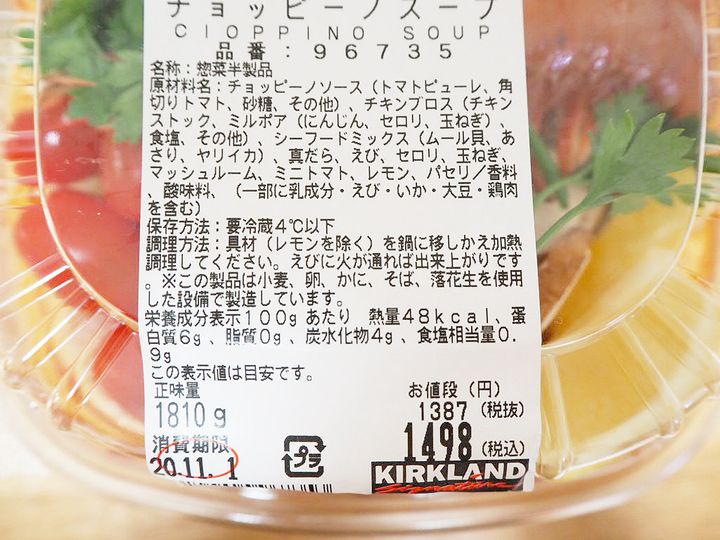 チョッピーノスープ
CIOPPINO SOUP
品番:96735
名称:惣菜半製品
原材料名:チョッピーノソース(トマトピューレ、角
切りトマト、砂糖、その他)、チキンブロス(チキン
ストック、ミルポア(にんじん、セロリ、玉ねぎ)、
食塩、その他)、シーフードミックス(ムール貝、あ
さり、ヤリイカ)、真だら、えび、セロリ、玉ねぎ、
マッシュルーム、ミニトマト、レモン、パセリ/香料
、酸味料、(一部に乳成分・えび・いか・大豆・鶏肉
を含む)
保存方法:要冷蔵4℃以下
調理方法:具材(レモンを除く)を鍋に移しかえ加熱
調理してください。えびに火が通れば出来上がりです
。※この製品は小麦、卵、かに、そば、落花生を使用
した設備で製造しています。
栄養成分表示100gあたり 熱量48kcal、蛋
白質6g、脂質0g、炭水化物4g、食塩相当量0.
9g
この表示値は目安です。
正味量 お値段(円)
1810g 1387(税抜)
消費期限 1498(税込)
20.11.1 プラ KIRKLAND
Signature